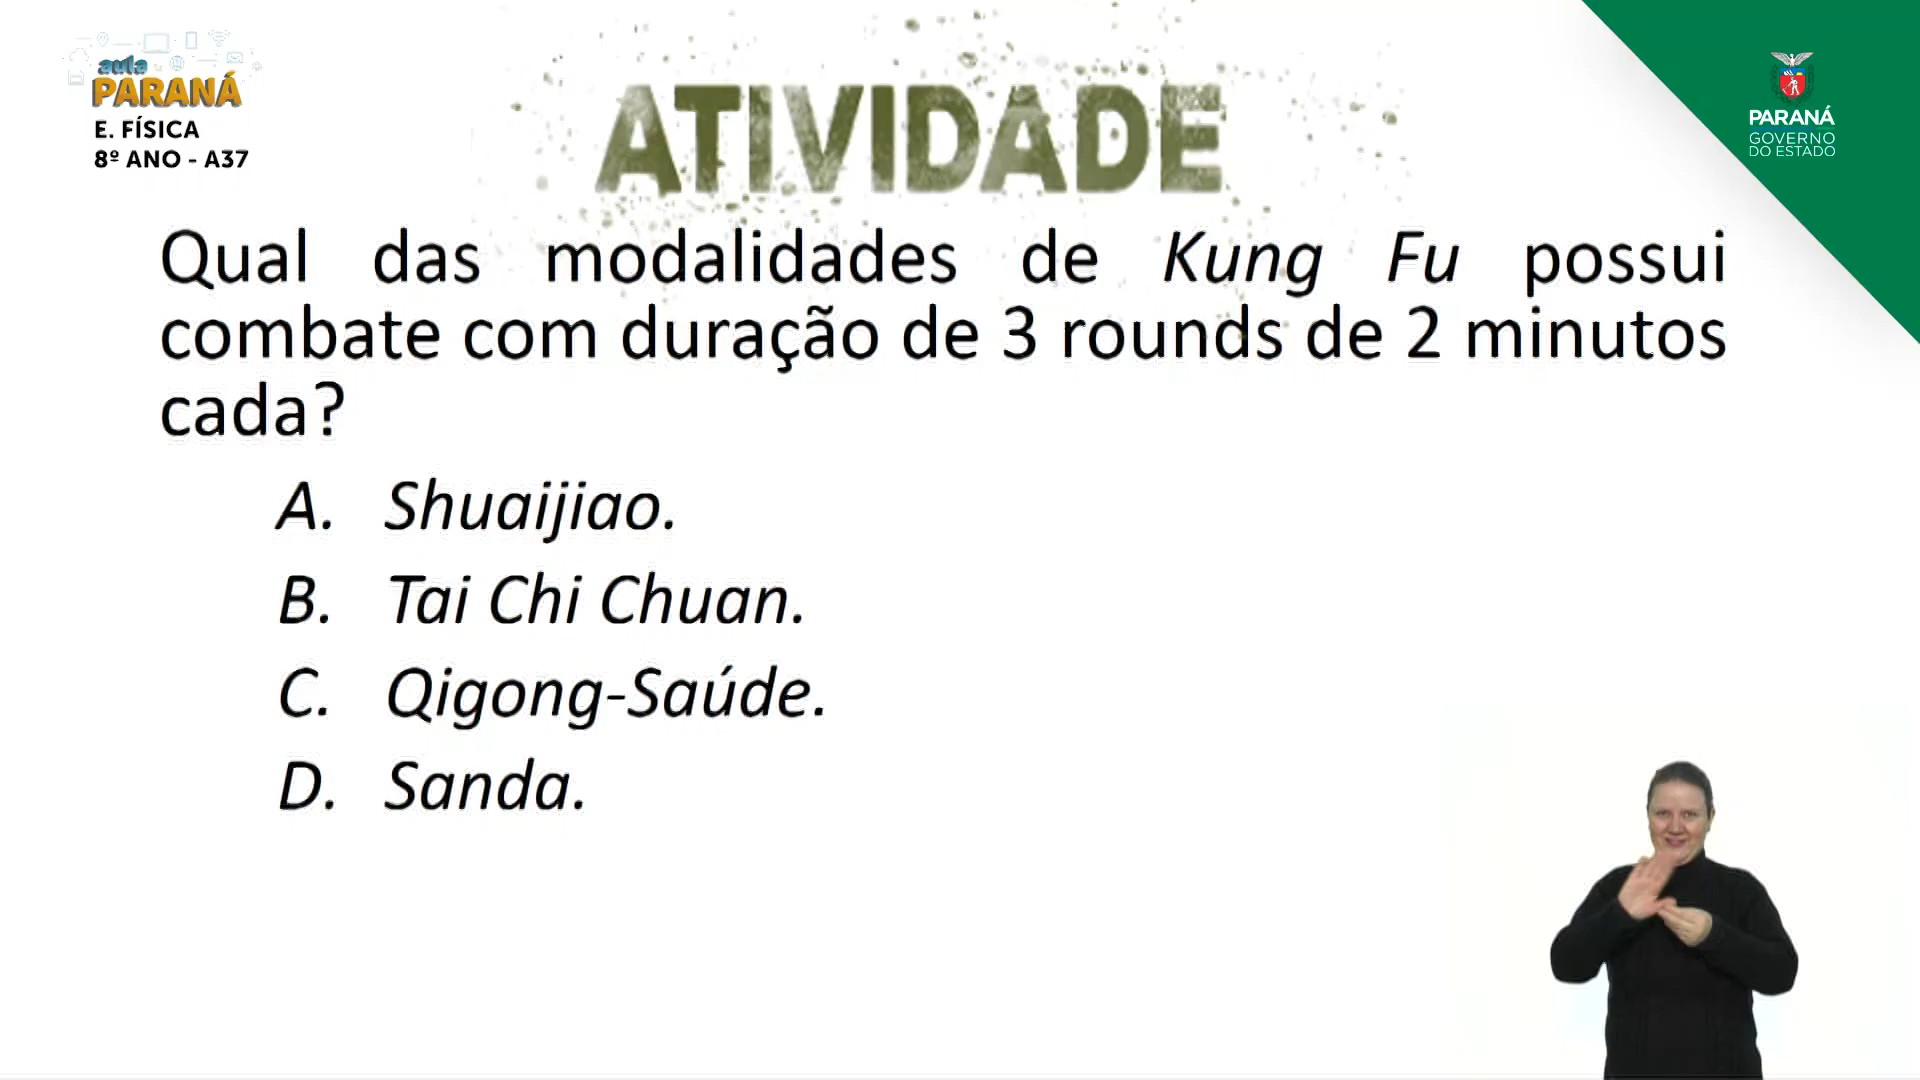 aula
PARANÁ
E. FÍSICA
8º ANO - A37
ATIVIDADE
PARANÁ
GOVERNO
DO ESTADO
Qual das modalidades de Kung Fu possui
combate com duração de 3 rounds de 2 minutos
cada?
A. Shuaijiao.
B. Tai Chi Chuan.
C. Qigong-Saúde.
D. Sanda.